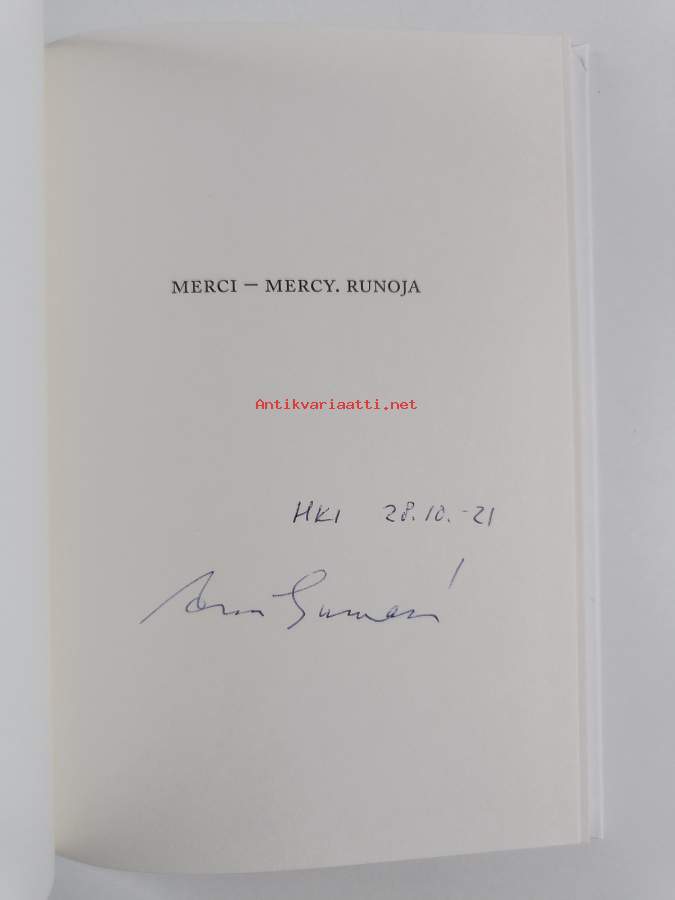 MERCI – MERCY. RUNOJA
Antikvariaatti.net
HKI 28.10.-21